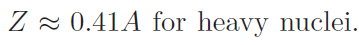 Z ≈ 0.41A for heavy nuclei.